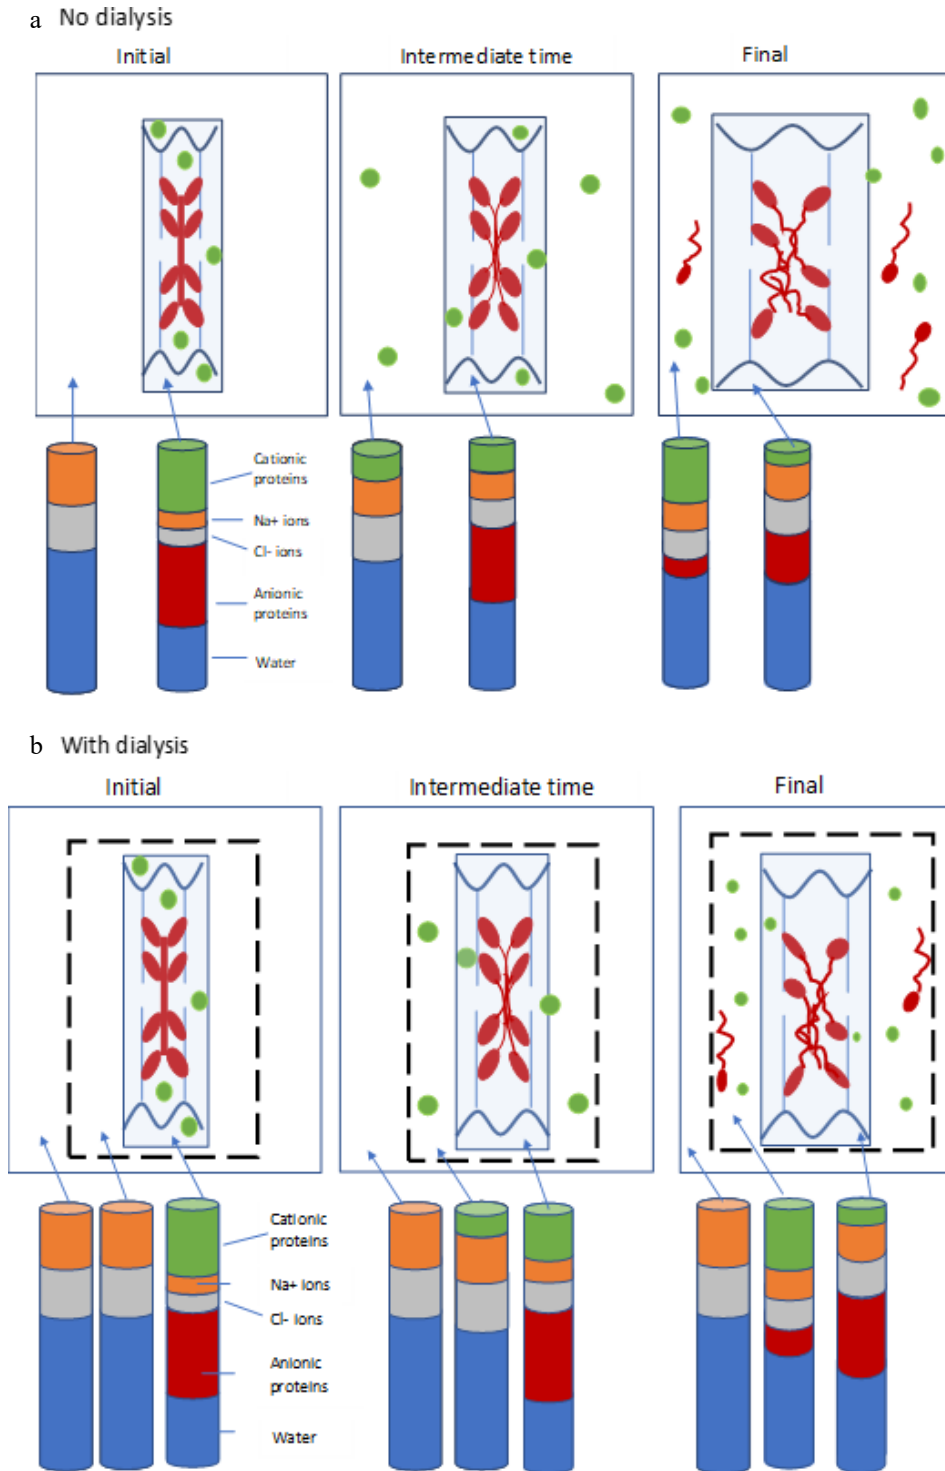 a No dialysis
Initial
Intermediate time
Final
Cationic
proteins
Na+ ions
Cl- ions
Anionic
proteins
Water
b With dialysis
Initial
Intermediate time
Final
Cationic
proteins
Na+ ions
Cl- ions
Anionic
proteins
Water